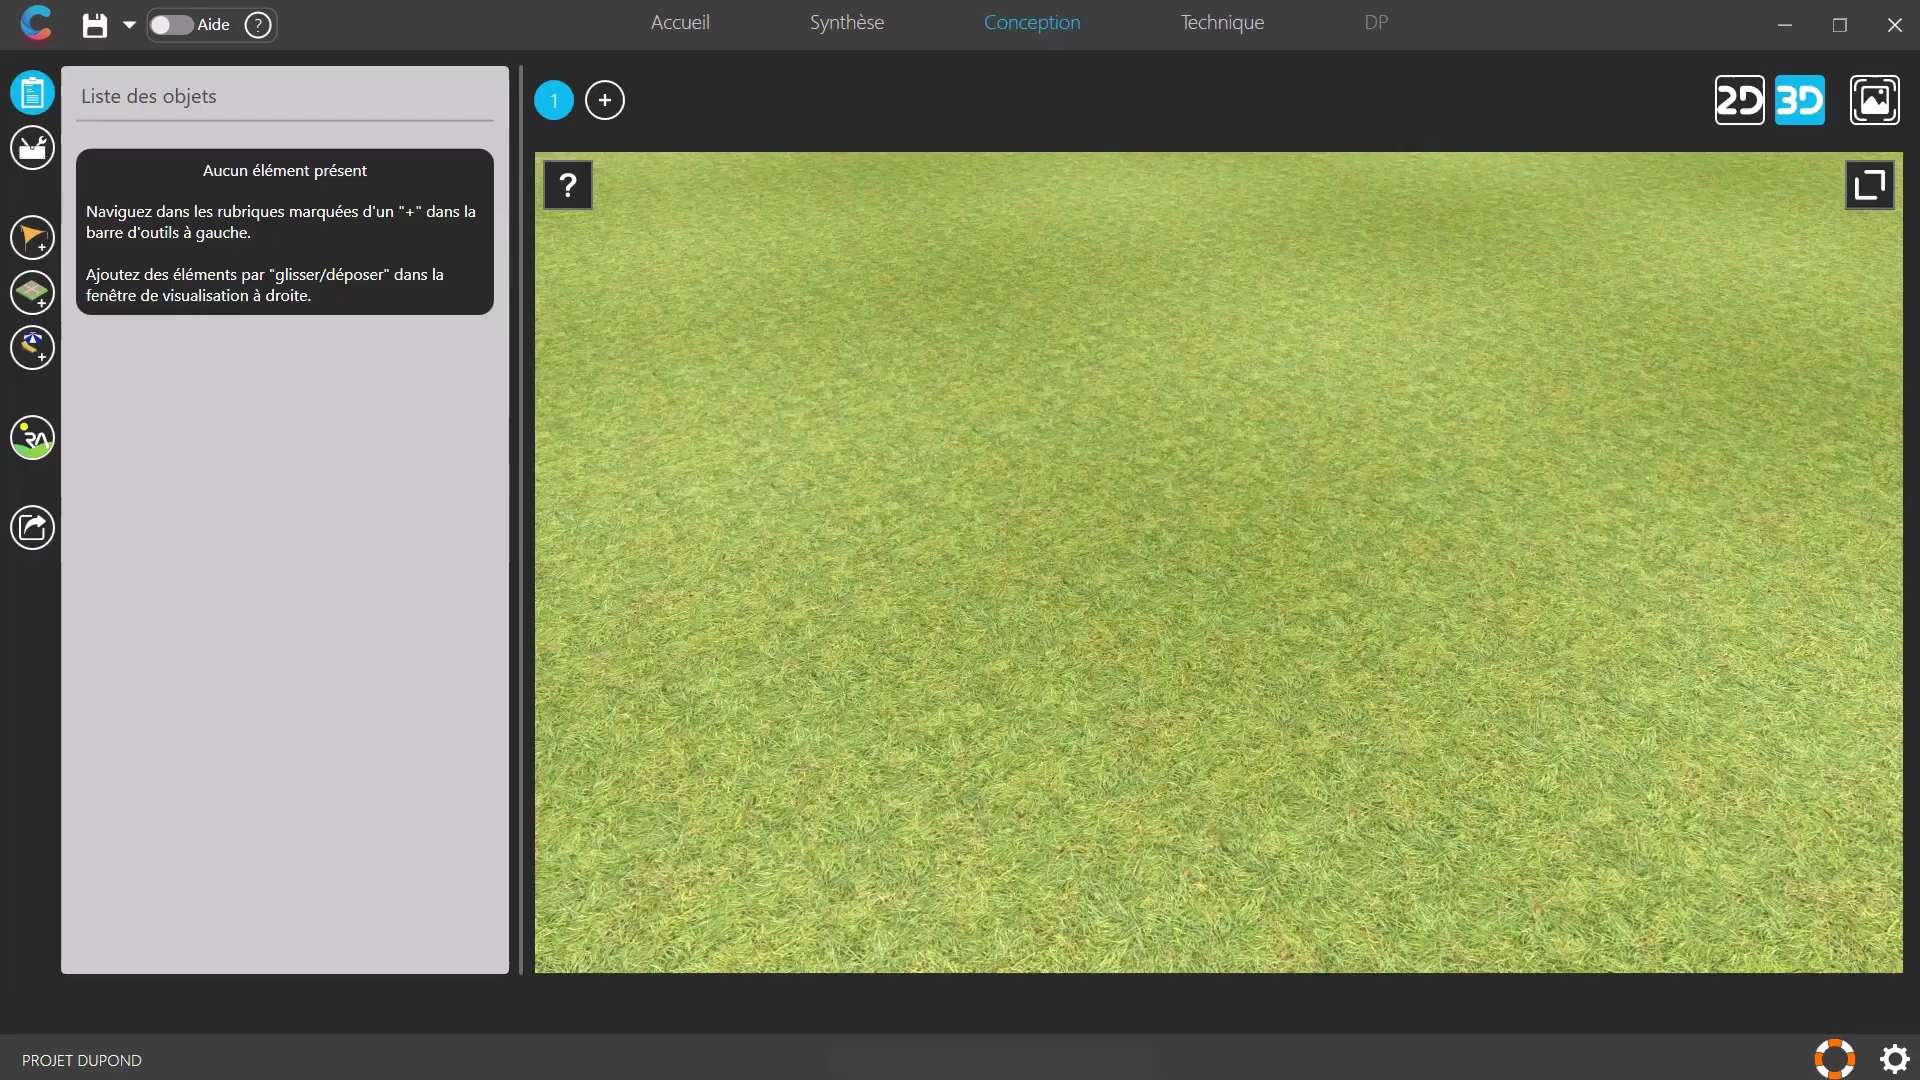 Aide ?
Accueil
Synthèse
Conception
Technique
DP
Liste des objets
Aucun élément présent
Naviguez dans les rubriques marquées d'un "+" dans la
barre d'outils à gauche.
Ajoutez des éléments par "glisser/déposer" dans la
fenêtre de visualisation à droite.
RA
1 +
2D 3D
?
PROJET DUPOND